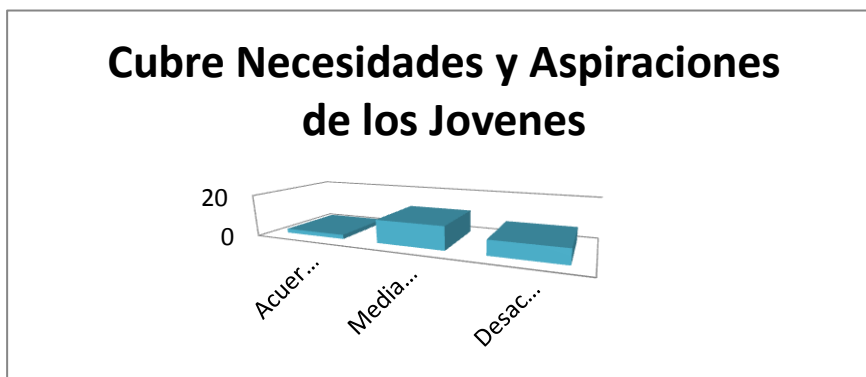 Cubre Necesidades y Aspiraciones
de los Jovenes
20
0
Acuer...
Media...
Desac...